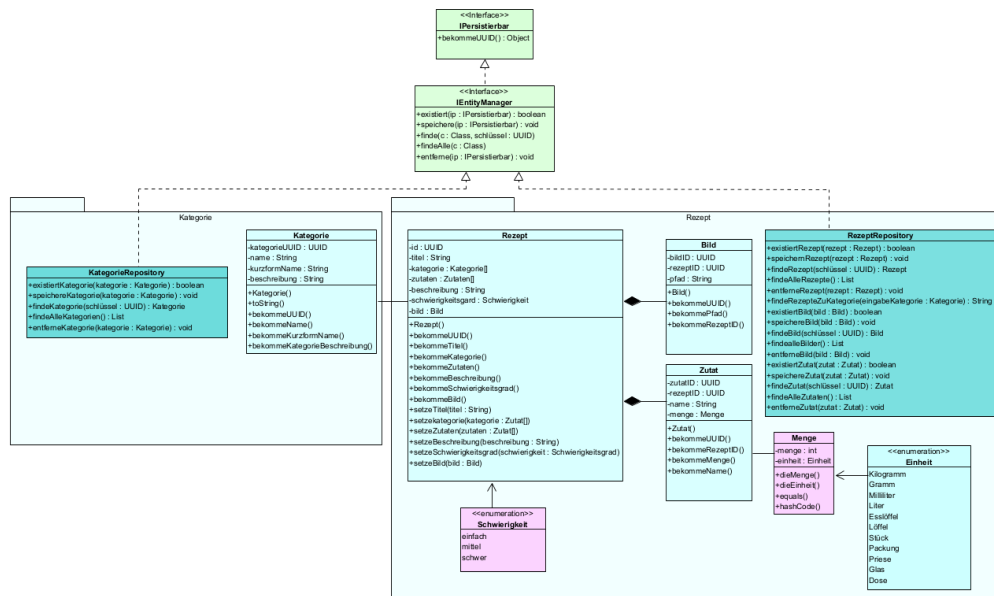 <<Interface>>
IPersistierbar
+bekommeUUID() : Object
<<Interface>>
IEntityManager
+existiert(ip : IPersistierbar) : boolean
+speichere(ip : IPersistierbar) : void
+finde(c : Class, schlüssel : UUID)
+findeAlle(c : Class)
+entferne(ip : IPersistierbar) : void
Kategorie
KategorieRepository
+existiertKategorie(kategorie : Kategorie) : boolean
+speichereKategorie(kategorie : Kategorie) : void
+findeKategorie(schlüssel : UUID) : Kategorie
+findeAlleKategorien() : List
+entferneKategorie(kategorie : Kategorie) : void
Kategorie
-kategorieUUID : UUID
-name : String
-kurzformName : String
-beschreibung : String
+Kategorie()
+toString()
+bekommeUUID()
+bekommeName()
+bekommeKurzformName()
+bekommeKategorieBeschreibung()
Rezept
Rezept
-id : UUID
-titel : String
-kategorie : Kategorie[]
-zutaten : Zutaten[]
-beschreibung : String
-schwierigkeitsgard : Schwierigkeit
-bild : Bild
+Rezept()
+bekommeUUID()
+bekommeTitel()
+bekommeKategorie()
+bekommeZutaten()
+bekommeBeschreibung()
+bekommeSchwierigkeitsgrad()
+bekommeBild()
+setzeTitel(titel : String)
+setzekategorie(kategorie : Zutat[])
+setzeZutaten(zutaten : Zutat[])
+setzeBeschreibung(beschreibung : String)
+setzeSchwierigkeitsgrad(schwierigkeit : Schwierigkeitsgrad)
+setzeBild(bild : Bild)
<<enumeration>>
Schwierigkeit
einfach
mittel
schwer
Bild
-bildID : UUID
-rezeptID : UUID
-pfad : String
+Bild()
+bekommeUUID()
+bekommePfad()
+bekommeRezeptID()
Zutat
-zutatID : UUID
-rezeptID : UUID
-name : String
-menge : Menge
+Zutat()
+bekommeUUID()
+bekommeRezeptID()
+bekommeMenge()
+bekommeName()
RezeptRepository
+existiertRezept(rezept : Rezept) : boolean
+speichernRezept(rezept : Rezept) : void
+findeRezept(schlüssel : UUID) : Rezept
+findeAlleRezepte() : List
+entferneRezept(rezept : Rezept) : void
+findeRezepteZuKategorie(eingabeKategorie : Kategorie) : String
+existiertBild(bild : Bild) : boolean
+speichereBild(bild : Bild) : void
+findeBild(schlüssel : UUID) : Bild
+findealleBilder() : List
+entferneBild(bild : Bild) : void
+existiertZutat(zutat : Zutat) : boolean
+speichereZutat(zutat : Zutat) : void
+findeZutat(schlüssel : UUID) : Zutat
+findeAlleZutaten() : List
+entferneZutat(zutat : Zutat) : void
Menge
-menge : int
-einheit : Einheit
+dieMenge()
+dieEinheit()
+equals()
+hashCode()
<<enumeration>>
Einheit
Kilogramm
Gramm
Milliliter
Liter
Esslöffel
Löffel
Stück
Packung
Priese
Glas
Dose